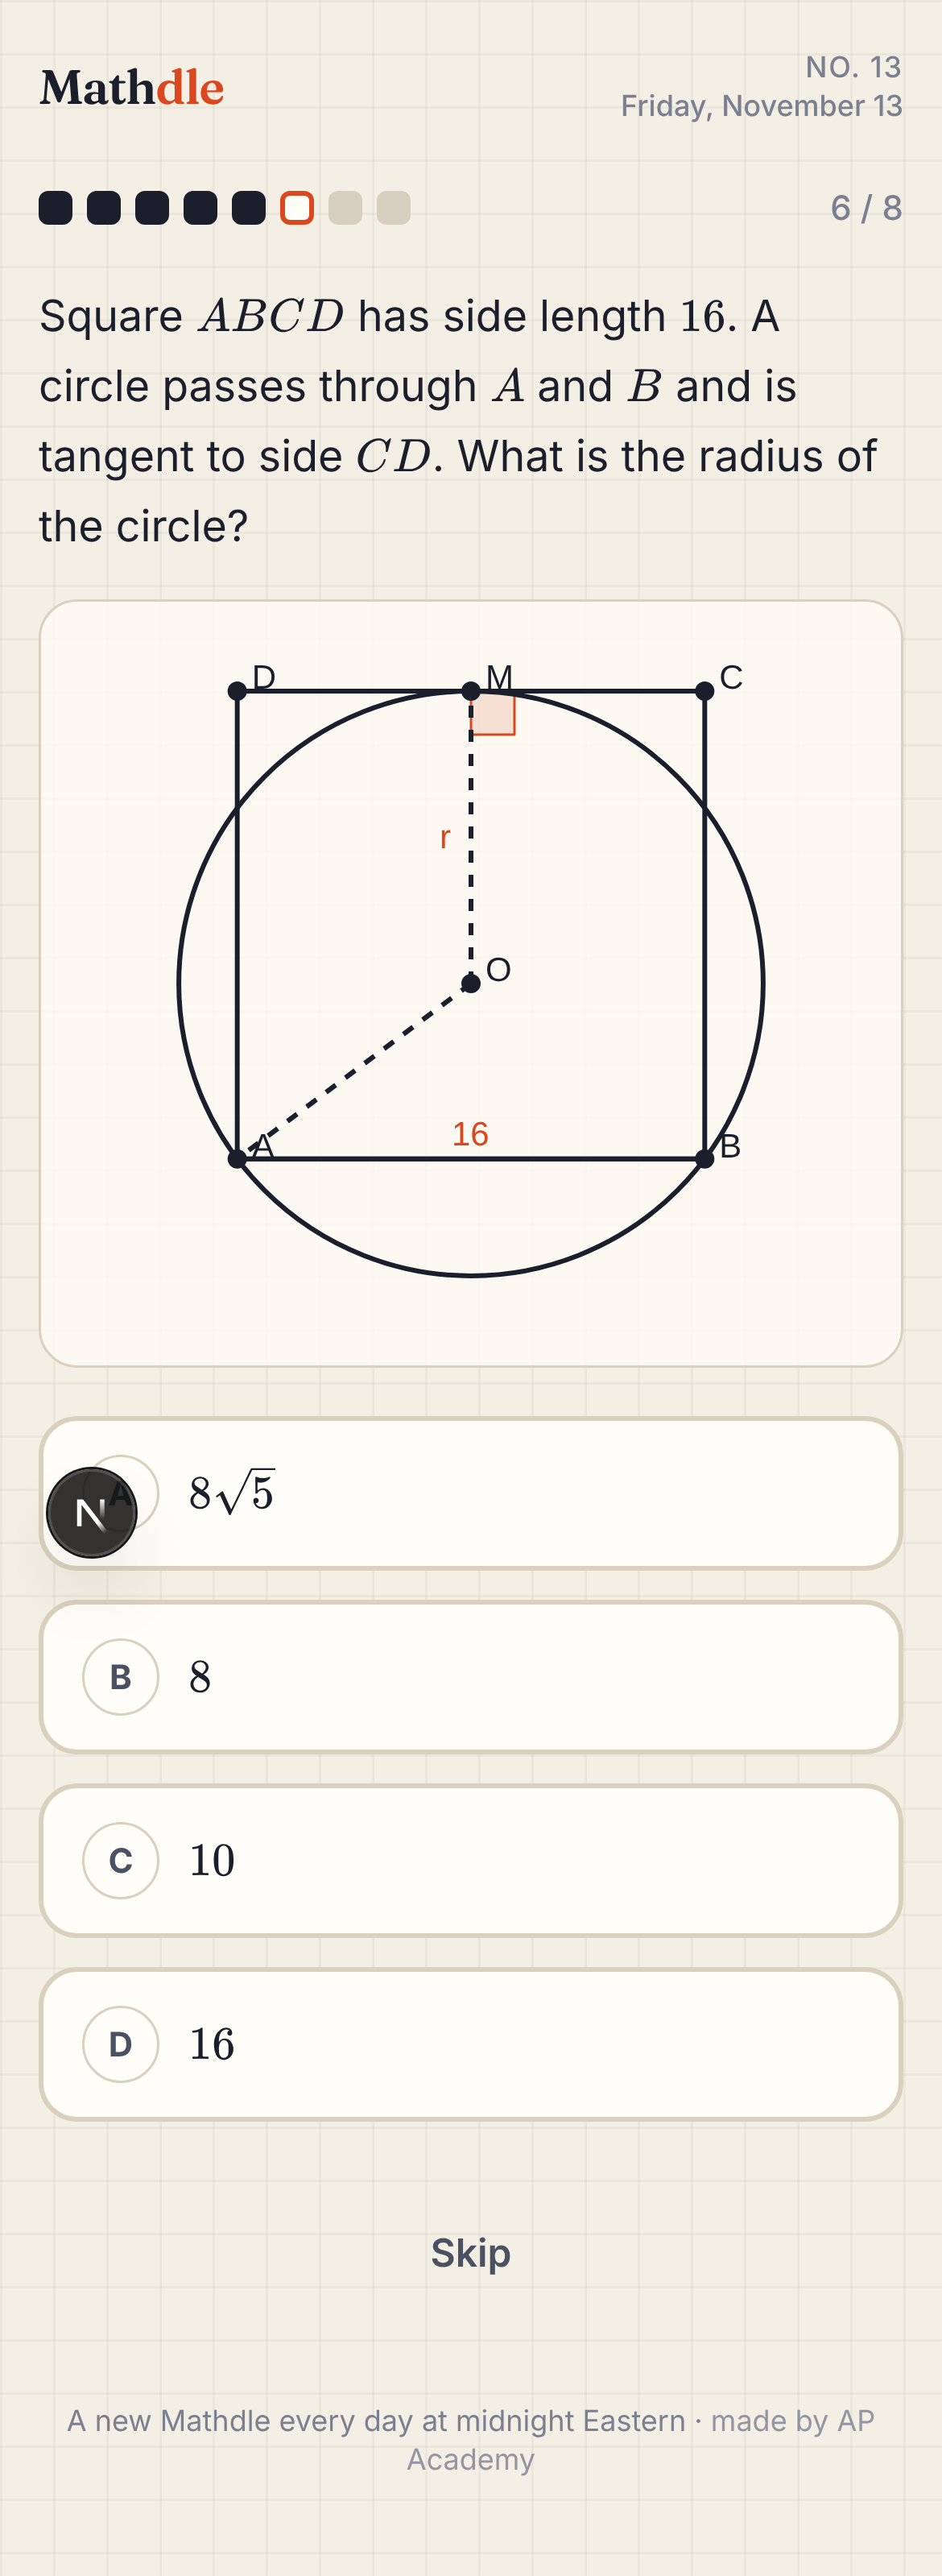 Mathdle
NO. 13
Friday, November 13
6 / 8
Square ABCD has side length 16. A
circle passes through A and B and is
tangent to side CD. What is the radius of
the circle?
D
M
C
r
O
16
A
B
A
N
8√5
B
8
C
10
D
16
Skip
A new Mathdle every day at midnight Eastern · made by AP
Academy